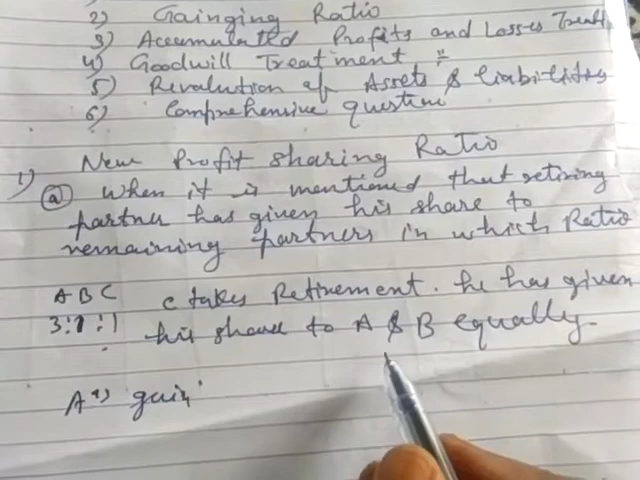 2) Gainging Ratio
3) Accumulated Profits and Losses Treatt
4) Goodwill Treatment
5) Revaluation of Assets & liabilities
6) Comprehensive question
1) New Profit sharing Ratio
(a) when it is mentioned that retiring
partner has given his share to
remaining partners in which Ratio
A B C c takes Retirement. he has given
3:1:1 his share to A & B equally
A's gain